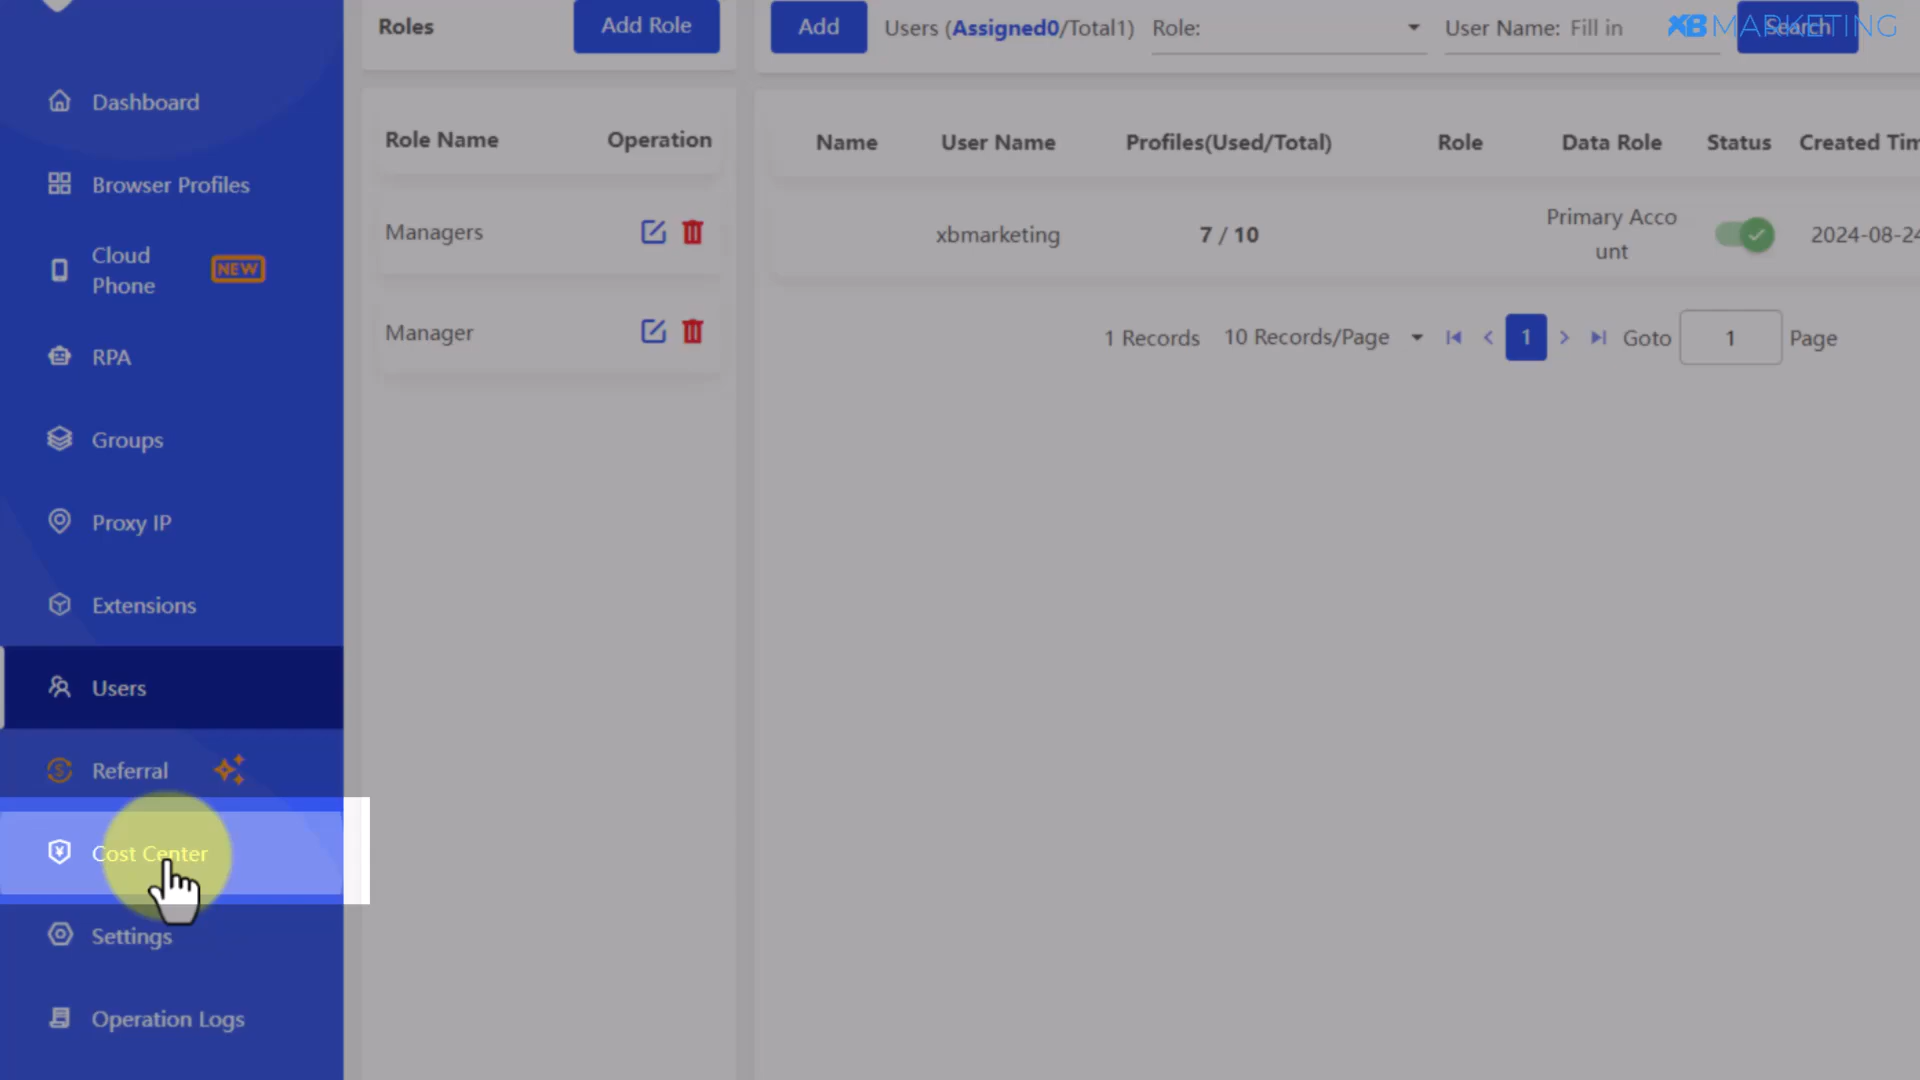 Dashboard
Browser Profiles
Cloud
Phone
NEW
RPA
Groups
Proxy IP
Extensions
Users
Referral
Cost Center
Settings
Operation Logs
Roles
Add Role
Role Name Operation
Managers
Manager
Add Users (Assigned0/Total1) Role: User Name: Fill in Search
XB MARKETING
Name User Name Profiles(Used/Total) Role Data Role Status Created Tim
xbmarketing 7 / 10 Primary Acco
unt
2024-08-24
1 Records 10 Records/Page 1 Goto 1 Page